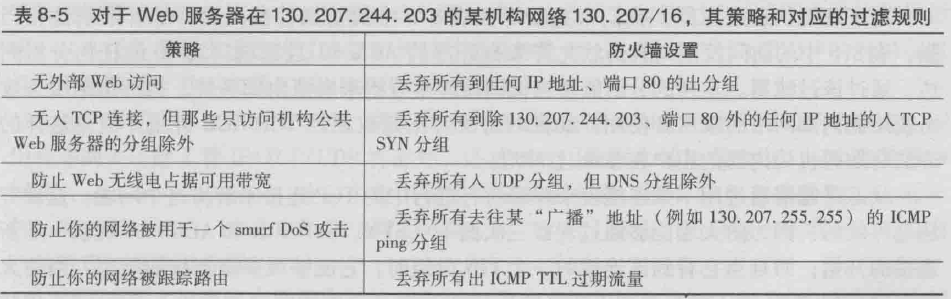 表 8-5 对于 Web 服务器在 130.207.244.203 的某机构网络 130.207/16，其策略和对应的过滤规则
策略 防火墙设置
无外部 Web 访问 丢弃所有到任何 IP 地址、端口 80 的出分组
无入 TCP 连接，但那些只访问机构公共 丢弃所有到除 130.207.244.203、端口 80 外的任何 IP 地址的入 TCP
Web 服务器的分组除外 SYN 分组
防止 Web 无线电占据可用带宽 丢弃所有入 UDP 分组，但 DNS 分组除外
防止你的网络被用于一个 smurf DoS 攻击 丢弃所有去往某“广播”地址（例如 130.207.255.255）的 ICMP
ping 分组
防止你的网络被跟踪路由 丢弃所有出 ICMP TTL 过期流量